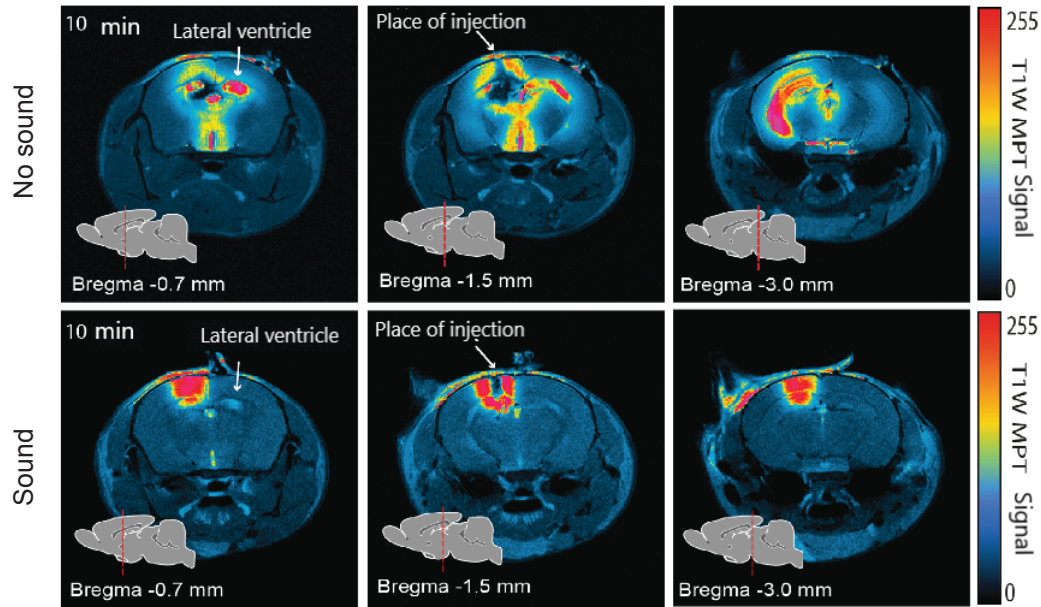 No sound
10 min
Lateral ventricle
Bregma -0.7 mm
Place of injection
Bregma -1.5 mm
Bregma -3.0 mm
255
T1W MPT Signal
0
Sound
10 min
Lateral ventricle
Bregma -0.7 mm
Place of injection
Bregma -1.5 mm
Bregma -3.0 mm
255
T1W MPT Signal
0